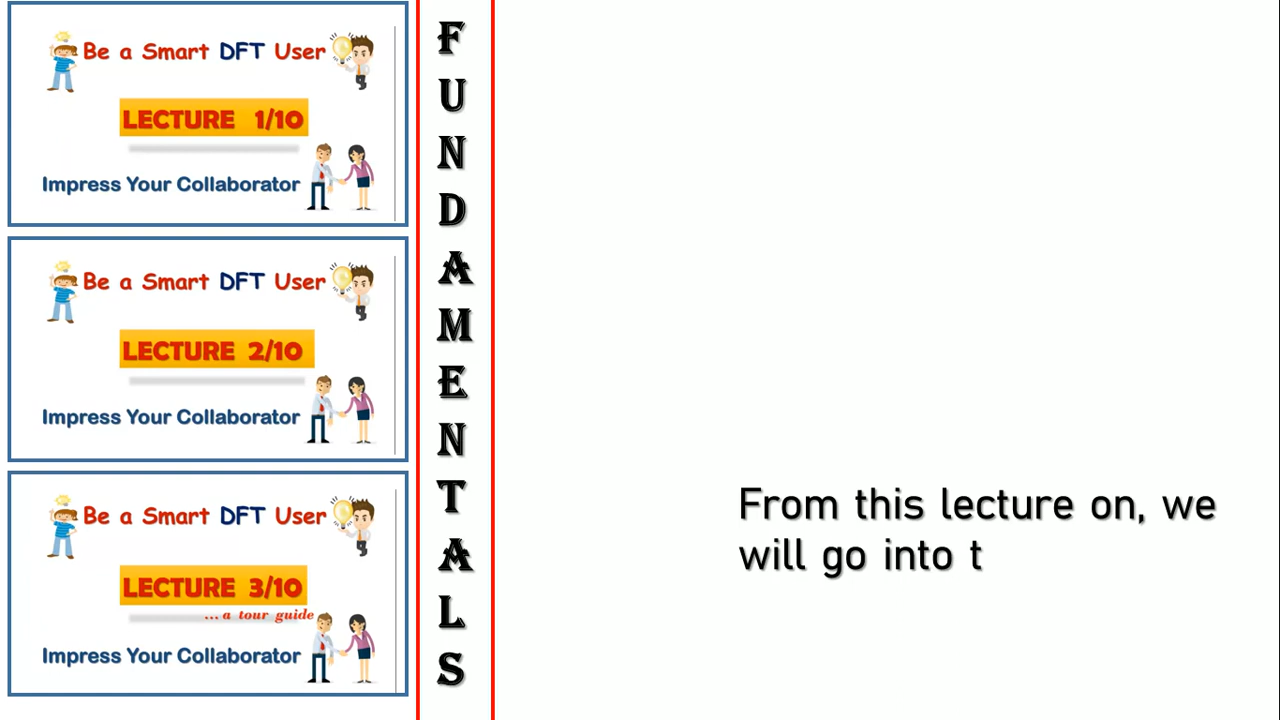 Be a Smart DFT User
LECTURE 1/10
Impress Your Collaborator
Be a Smart DFT User
LECTURE 2/10
Impress Your Collaborator
Be a Smart DFT User
LECTURE 3/10
...a tour guide
Impress Your Collaborator
FUNDAMENTALS
From this lecture on, we
will go into t